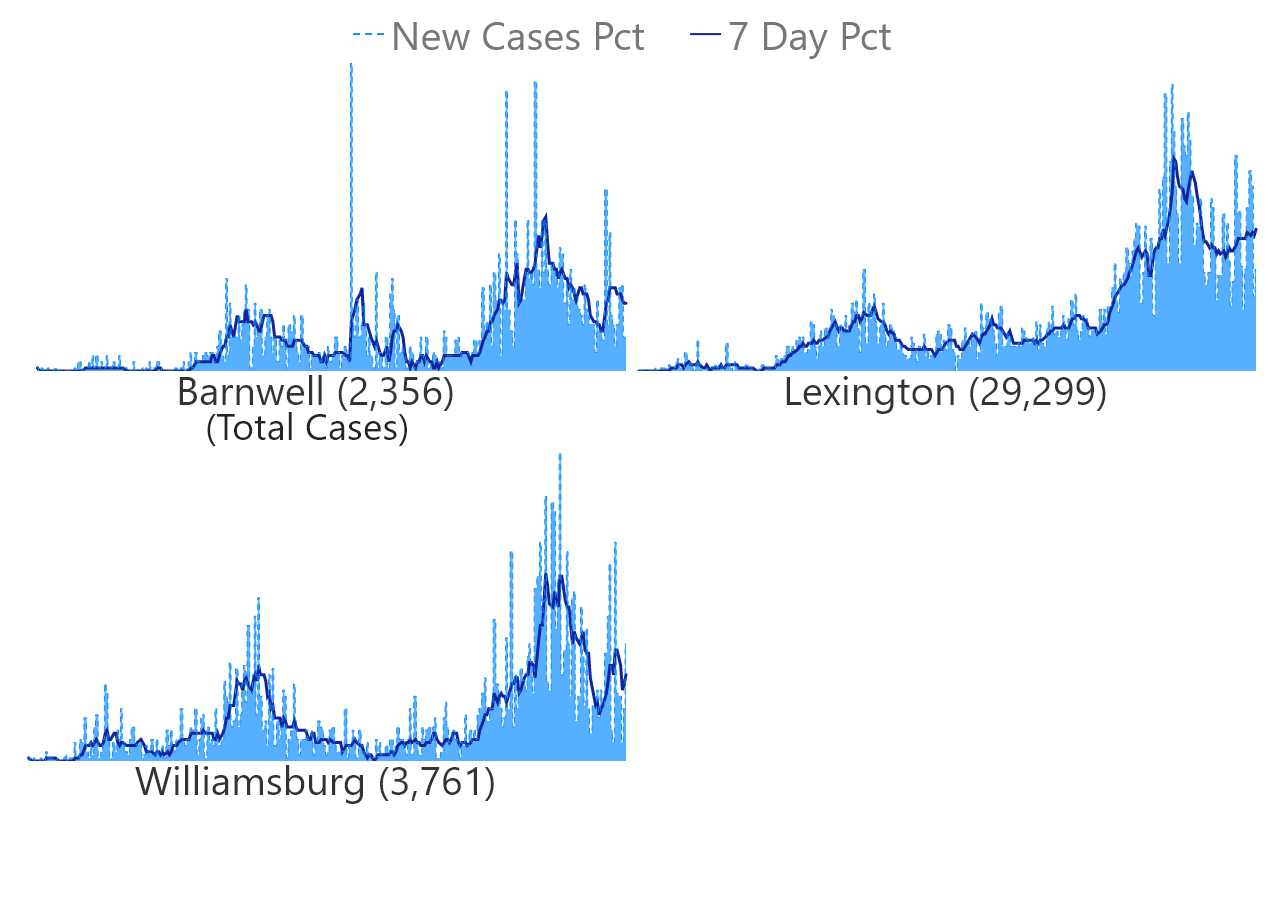 New Cases Pct 7 Day Pct
Barnwell (2,356)
(Total Cases)
Lexington (29,299)
Williamsburg (3,761)